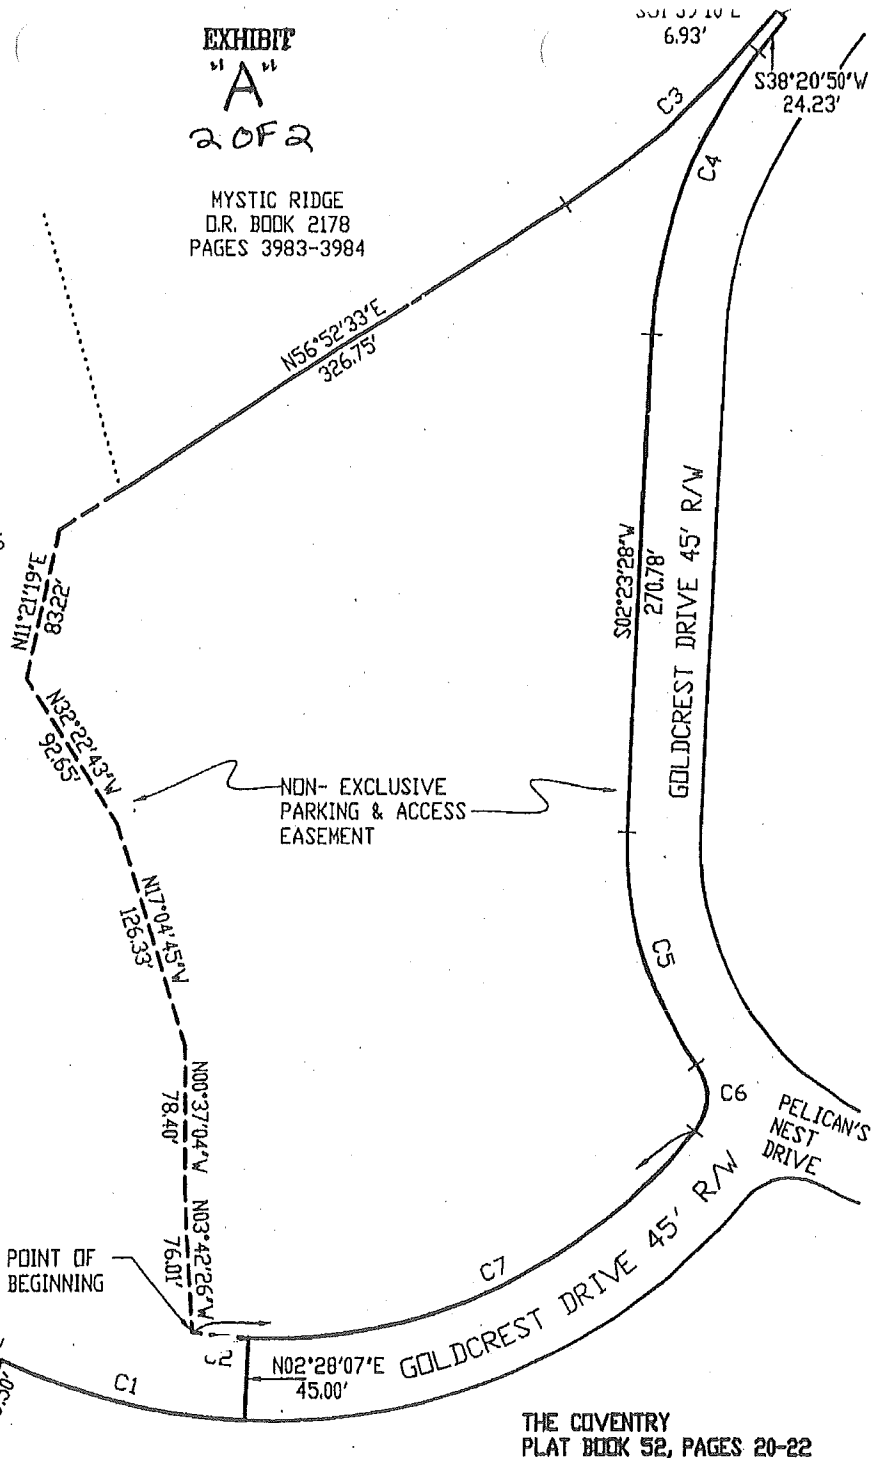 EXHIBIT
"A"
2 OF 2
MYSTIC RIDGE
O.R. BOOK 2178
PAGES 3983-3984
6.93'
S38°20'50"W
24.23'
C3
C4
N56°52'33"E
326.75'
N11°21'19"E
83.22'
S02°23'28"W
270.78'
GOLDCREST DRIVE 45' R/W
N32°22'43"W
92.65'
NON- EXCLUSIVE
PARKING & ACCESS
EASEMENT
N17°04'45"W
126.33'
C5
N00°37'04"W
78.40'
C6
PELICAN'S
NEST
DRIVE
N03°42'26"W
76.01'
POINT OF
BEGINNING
C7
GOLDCREST DRIVE 45' R/W
C1
N02°28'07"E
45.00'
THE COVENTRY
PLAT BOOK 52, PAGES 20-22